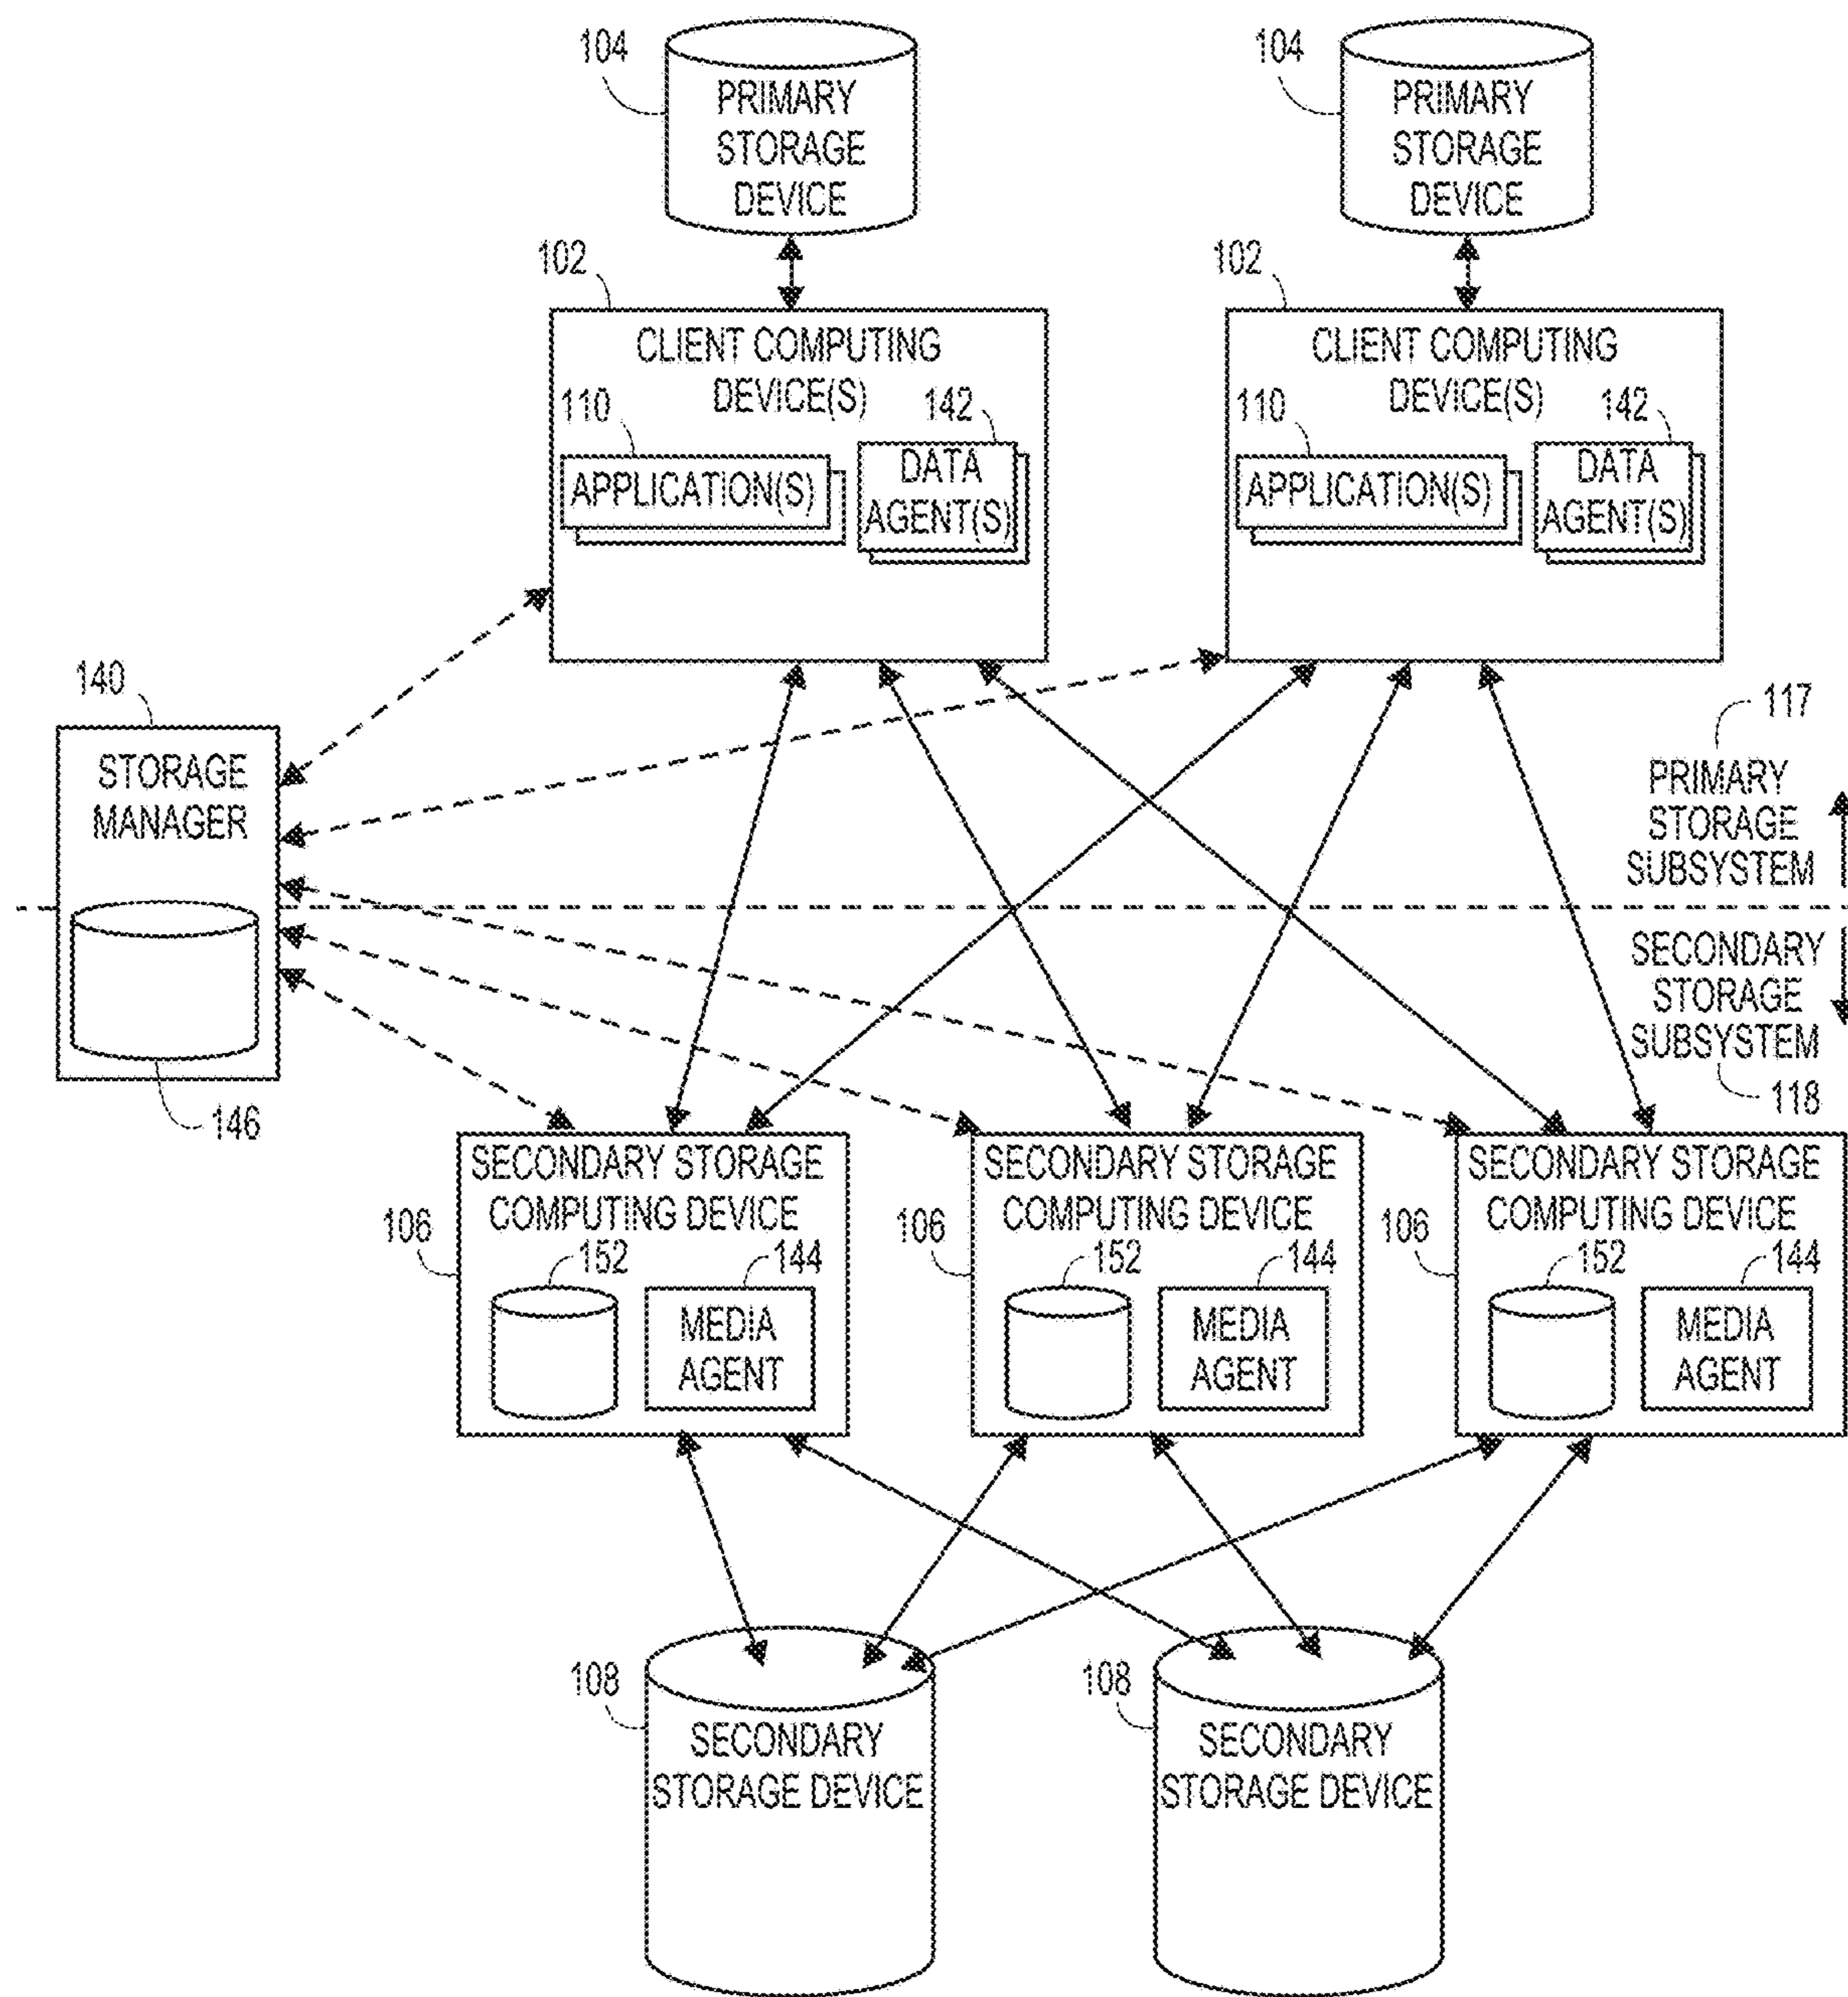 104
PRIMARY
STORAGE
DEVICE
104
PRIMARY
STORAGE
DEVICE
102
CLIENT COMPUTING
DEVICE(S)
110
142
APPLICATION(S)
DATA
AGENT(S)
102
CLIENT COMPUTING
DEVICE(S)
110
142
APPLICATION(S)
DATA
AGENT(S)
140
STORAGE
MANAGER
146
117
PRIMARY
STORAGE
SUBSYSTEM
SECONDARY
STORAGE
SUBSYSTEM
118
SECONDARY STORAGE
COMPUTING DEVICE
106
152
144
MEDIA
AGENT
SECONDARY STORAGE
COMPUTING DEVICE
106
152
144
MEDIA
AGENT
SECONDARY STORAGE
COMPUTING DEVICE
106
152
144
MEDIA
AGENT
108
SECONDARY
STORAGE DEVICE
108
SECONDARY
STORAGE DEVICE